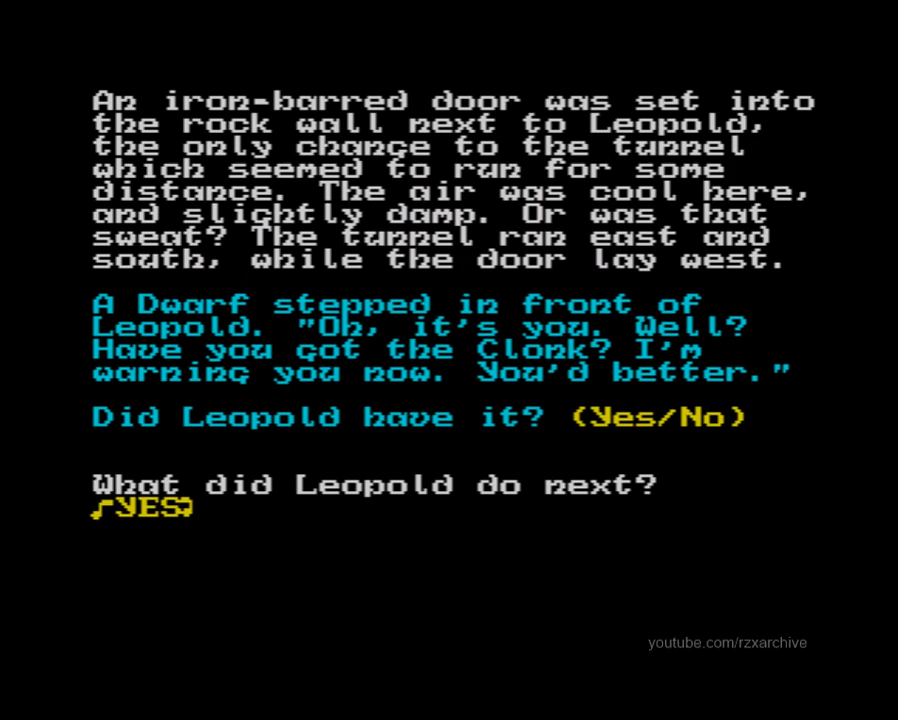 An iron-barred door was set into
the rock wall next to Leopold,
the only change to the tunnel
which seemed to run for some
distance. The air was cool here,
and slightly damp. Or was that
sweat? The tunnel ran east and
south, while the door lay west.
A Dwarf stepped in front of
Leopold. "Oh, it's you. Well?
Have you got the Clonk? I'm
warning you now. You'd better."
Did Leopold have it? (Yes/No)
What did Leopold do next?
YES
youtube.com/rzxarchive